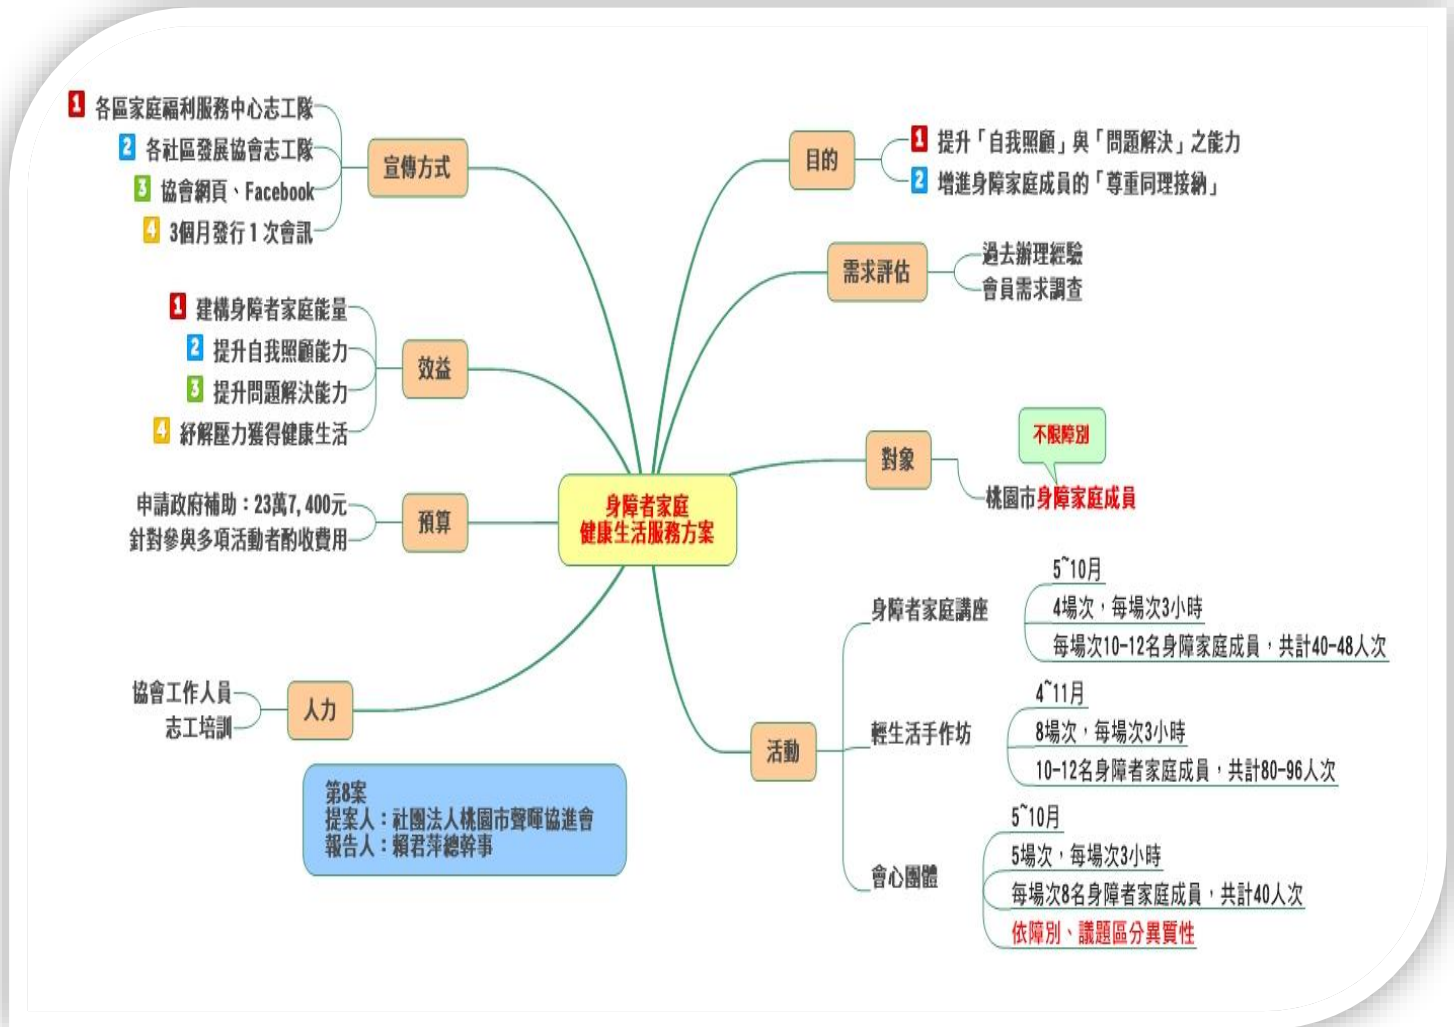 身障者家庭
健康生活服務方案
宣傳方式
1 各區家庭福利服務中心志工隊
2 各社區發展協會志工隊
3 協會網頁、Facebook
4 3個月發行1次會訊
效益
1 建構身障者家庭能量
2 提升自我照顧能力
3 提升問題解決能力
4 紓解壓力獲得健康生活
預算
申請政府補助：23萬7,400元
針對參與多項活動者酌收費用
人力
協會工作人員
志工培訓
第8案
提案人：社團法人桃園市聲暉協進會
報告人：賴君萍總幹事
目的
1 提升「自我照顧」與「問題解決」之能力
2 增進身障家庭成員的「尊重同理接納」
需求評估
過去辦理經驗
會員需求調查
對象
不限障別
桃園市身障家庭成員
活動
身障者家庭講座
5~10月
4場次，每場次3小時
每場次10-12名身障家庭成員，共計40-48人次
輕生活手作坊
4~11月
8場次，每場次3小時
10-12名身障者家庭成員，共計80-96人次
會心團體
5~10月
5場次，每場次3小時
每場次8名身障者家庭成員，共計40人次
依障別、議題區分異質性